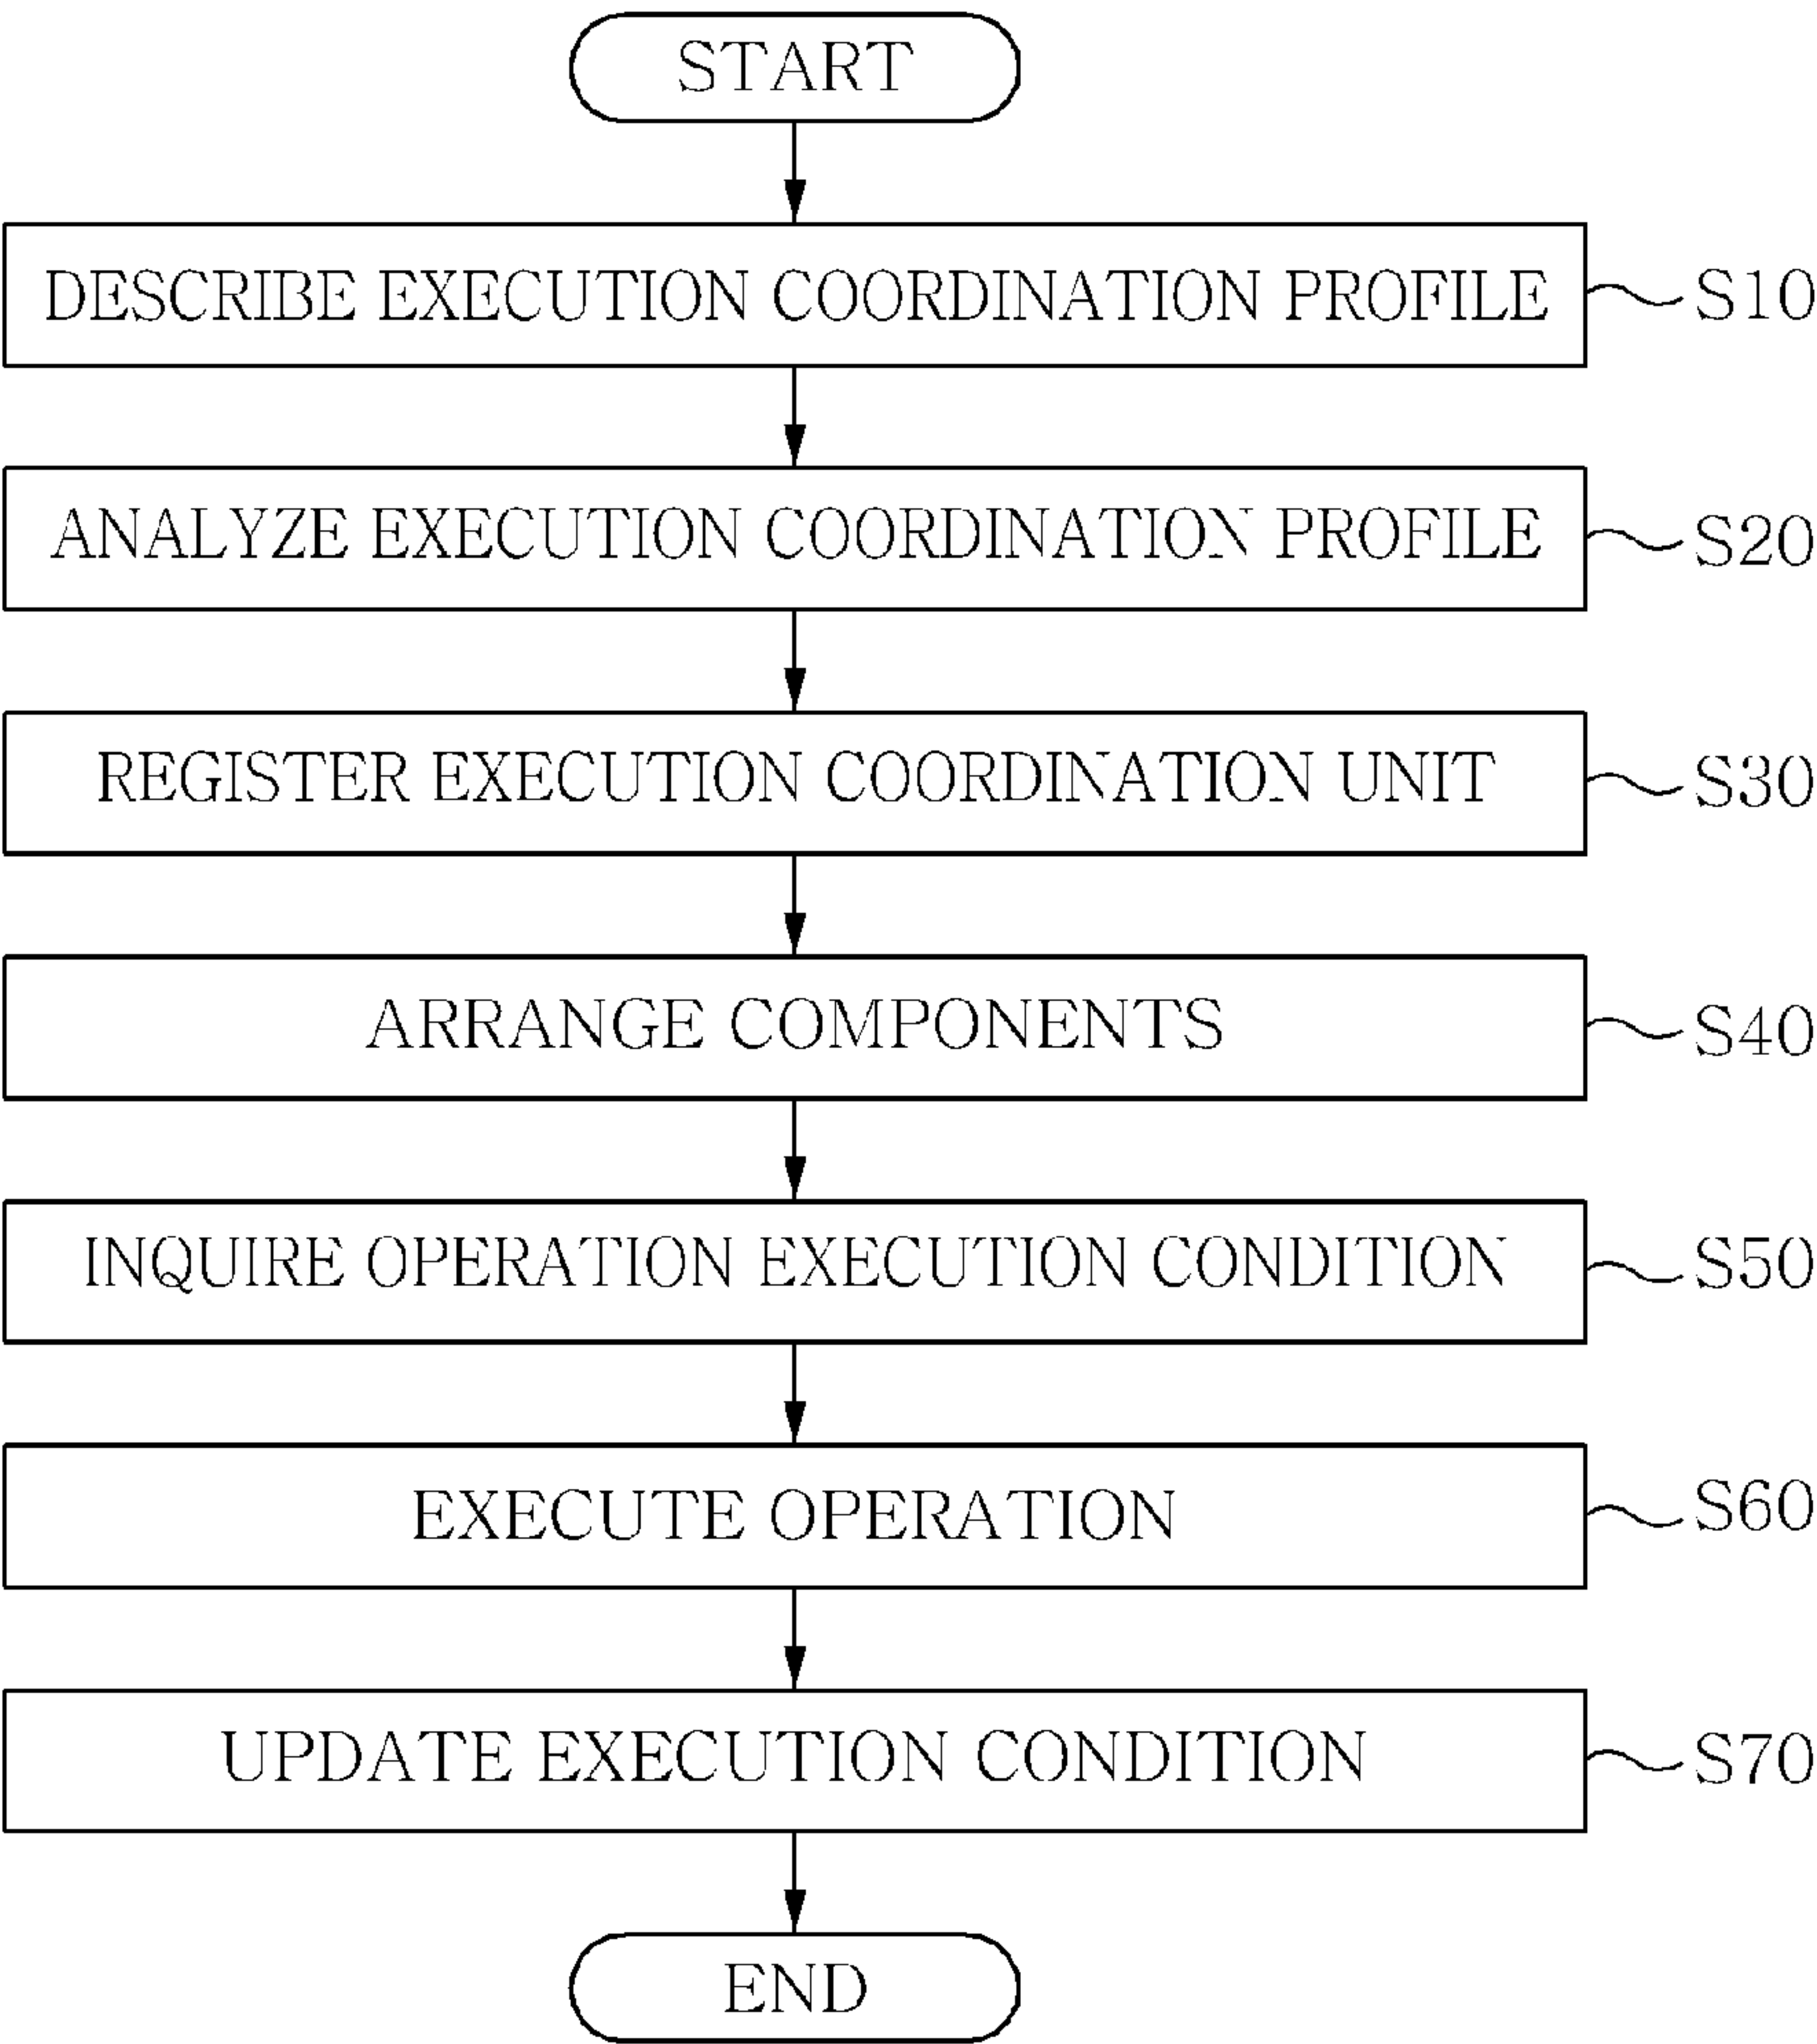 START
DESCRIBE EXECUTION COORDINATION PROFILE S10
ANALYZE EXECUTION COORDINATION PROFILE S20
REGISTER EXECUTION COORDINATION UNIT S30
ARRANGE COMPONENTS S40
INQUIRE OPERATION EXECUTION CONDITION S50
EXECUTE OPERATION S60
UPDATE EXECUTION CONDITION S70
END